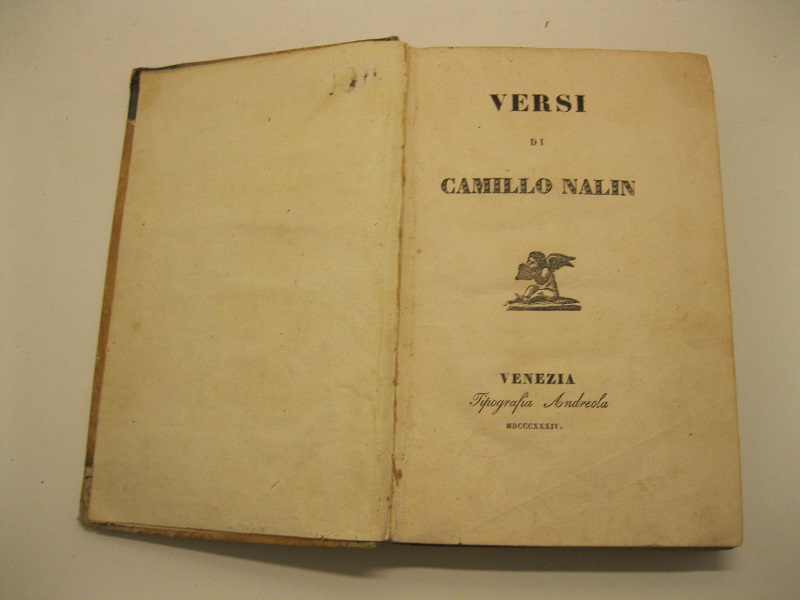 VERSI
DI
CAMILLO NALIN
VENEZIA
Tipografia Andreola
MDCCCXXXIV.